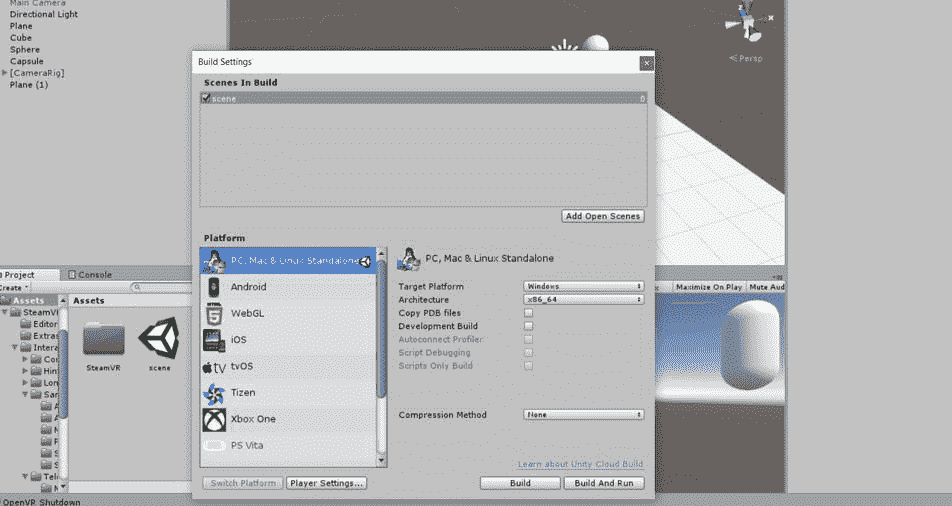 Main Camera
Directional Light
Plane
Cube
Sphere
Capsule
[CameraRig]
Plane (1)
Z
X
Persp
Build Settings
Scenes In Build
scene 0
Add Open Scenes
Platform
PC, Mac & Linux Standalone
Android
WebGL
iOS
tvOS
Tizen
Xbox One
PS Vita
Switch Platform
Player Settings...
PC, Mac & Linux Standalone
Target Platform Windows
Architecture x86_64
Copy PDB files
Development Build
Autoconnect Profiler
Script Debugging
Scripts Only Build
Compression Method None
Learn about Unity Cloud Build
Build
Build And Run
Project
Console
Create
Assets
SteamVR
Editor
Extras
Intera
Hin
Lon
San
Tele
Assets
SteamVR
scene
Maximize On Play
Mute Aud
OpenVR Shutdown